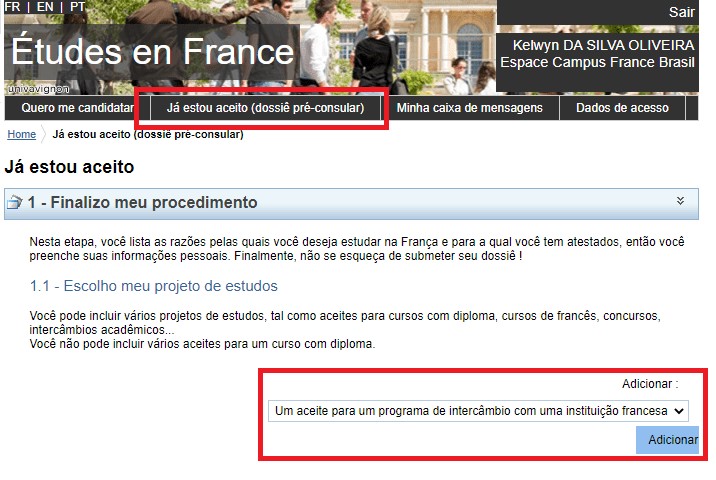 FR | EN | PT
Sair
Études en France
Kelwyn DA SILVA OLIVEIRA
Espace Campus France Brasil
univavignon
Quero me candidatar
Já estou aceito (dossiê pré-consular)
Minha caixa de mensagens
Dados de acesso
Home
Já estou aceito (dossiê pré-consular)
Já estou aceito
1 - Finalizo meu procedimento
Nesta etapa, você lista as razões pelas quais você deseja estudar na França e para a qual você tem atestados, então você
preenche suas informações pessoais. Finalmente, não se esqueça de submeter seu dossiê !
1.1 - Escolho meu projeto de estudos
Você pode incluir vários projetos de estudos, tal como aceites para cursos com diploma, cursos de francês, concursos,
intercâmbios acadêmicos...
Você não pode incluir vários aceites para um curso com diploma.
Adicionar :
Um aceite para um programa de intercâmbio com uma instituição francesa
Adicionar